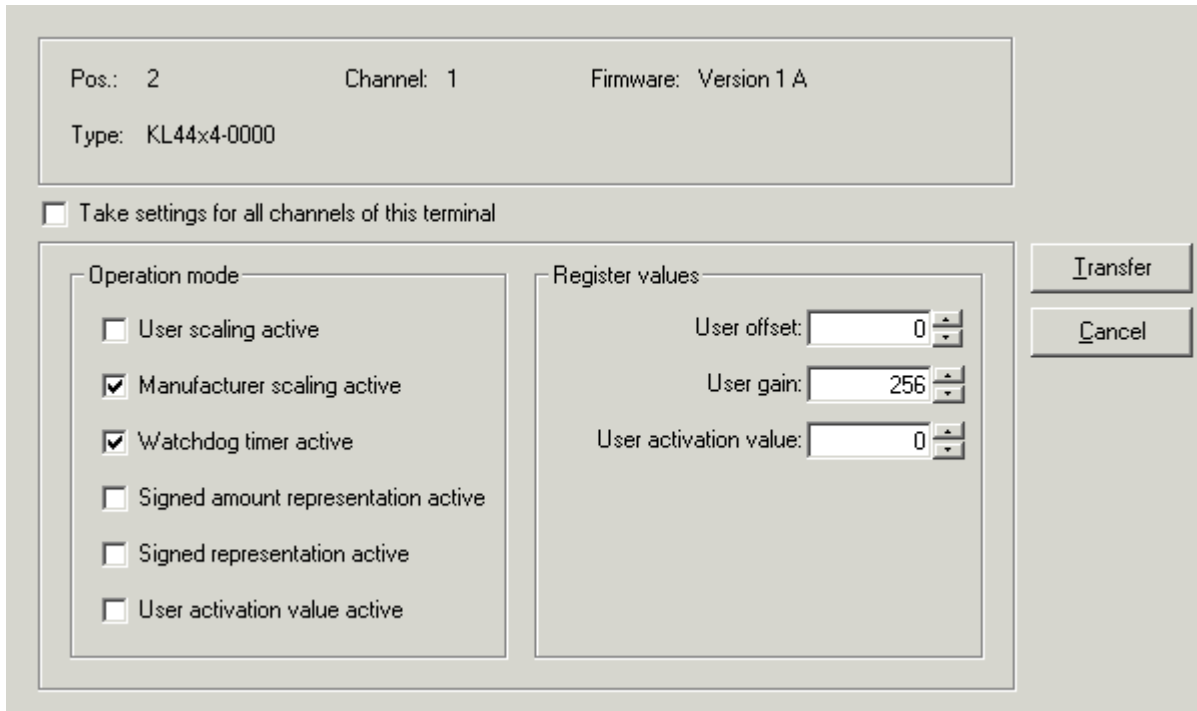 Pos.: 2 Channel: 1 Firmware: Version 1 A
Type: KL44x4-0000
Take settings for all channels of this terminal
Operation mode
User scaling active
Manufacturer scaling active
Watchdog timer active
Signed amount representation active
Signed representation active
User activation value active
Register values
User offset: 0
User gain: 256
User activation value: 0
Transfer
Cancel